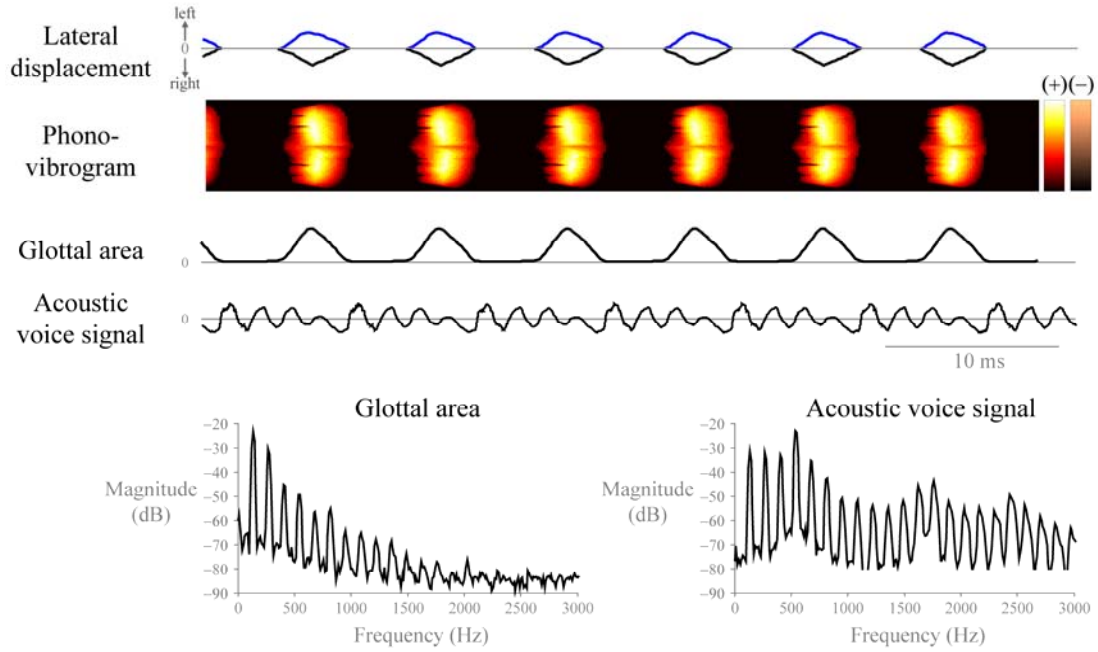 left
0
right
Lateral
displacement
(+)(−)
Phono-
vibrogram
Glottal area
0
Acoustic
voice signal
0
10 ms
Glottal area
−20
−30
−40
−50
−60
−70
−80
−90
Magnitude
(dB)
0 500 1000 1500 2000 2500 3000
Frequency (Hz)
Acoustic voice signal
−20
−30
−40
−50
−60
−70
−80
−90
Magnitude
(dB)
0 500 1000 1500 2000 2500 3000
Frequency (Hz)